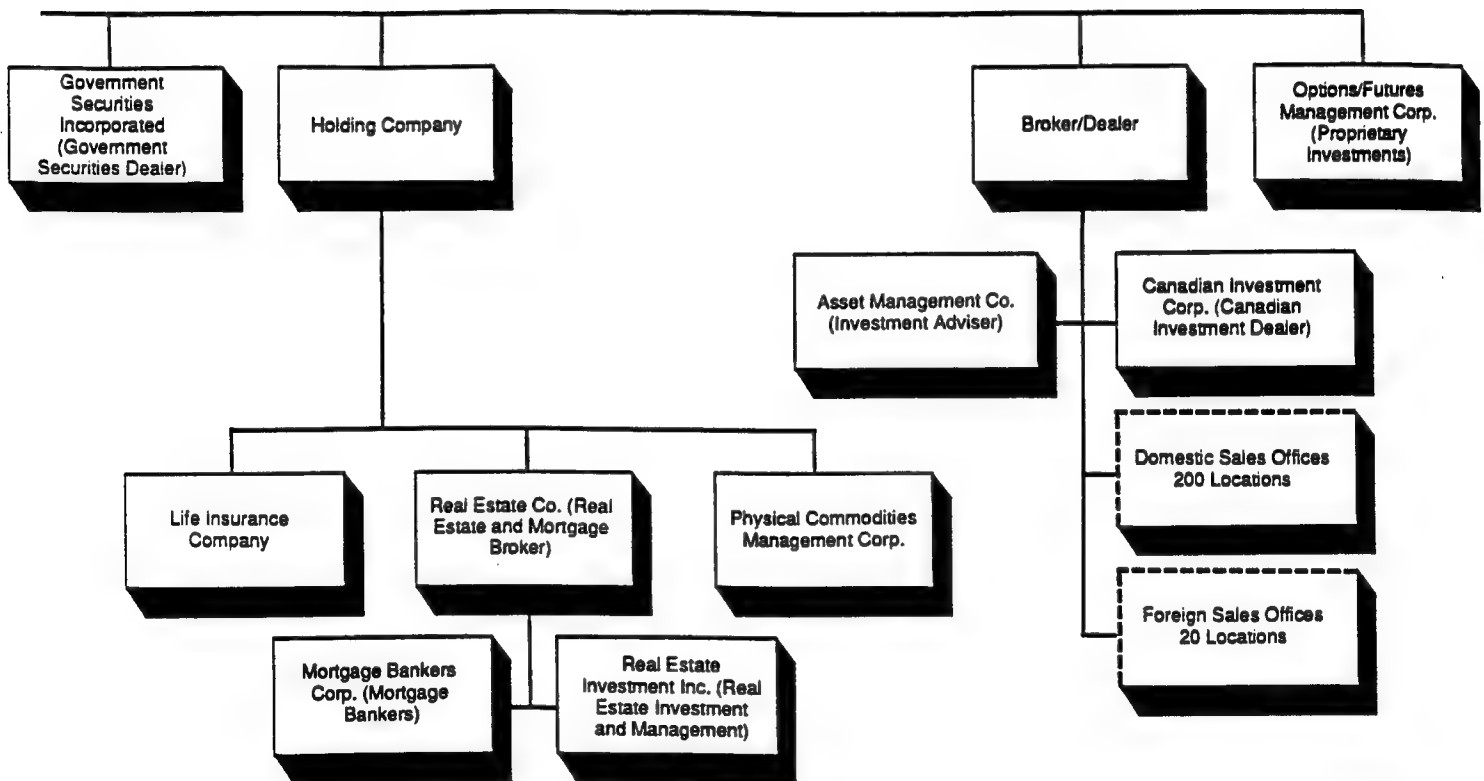 Government
Securities
Incorporated
(Government
Securities Dealer)
Holding Company
Broker/Dealer
Options/Futures
Management Corp.
(Proprietary
Investments)
Asset Management Co.
(Investment Adviser)
Canadian Investment
Corp. (Canadian
Investment Dealer)
Domestic Sales Offices
200 Locations
Foreign Sales Offices
20 Locations
Life Insurance
Company
Real Estate Co. (Real
Estate and Mortgage
Broker)
Physical Commodities
Management Corp.
Mortgage Bankers
Corp. (Mortgage
Bankers)
Real Estate
Investment Inc. (Real
Estate Investment
and Management)